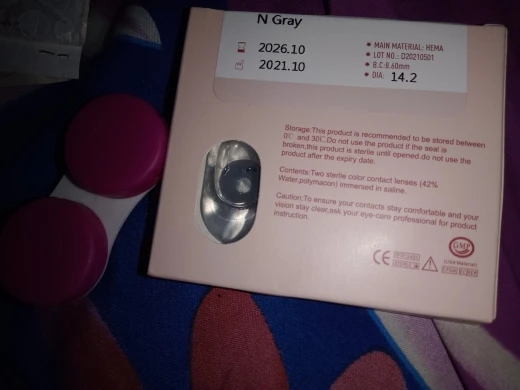 N Gray
2026.10
2021.10
MAIN MATERIAL: HEMA
LOT NO.: D20210501
B.C:8.60mm
DIA: 14.2
Storage:This product is recommended to be stored between
0℃ and 30℃.Do not use the product if the seal is
broken,this product is sterile until opened.do not use the
product after the expiry date.
Contents:Two sterile color contact lenses (42%
Water,polymacon) immersed in saline.
Caution:To ensure your contacts stay comfortable and your
vision stay clear,ask your eye-care professional for product
instruction.
CE
GMP
(USA Material)